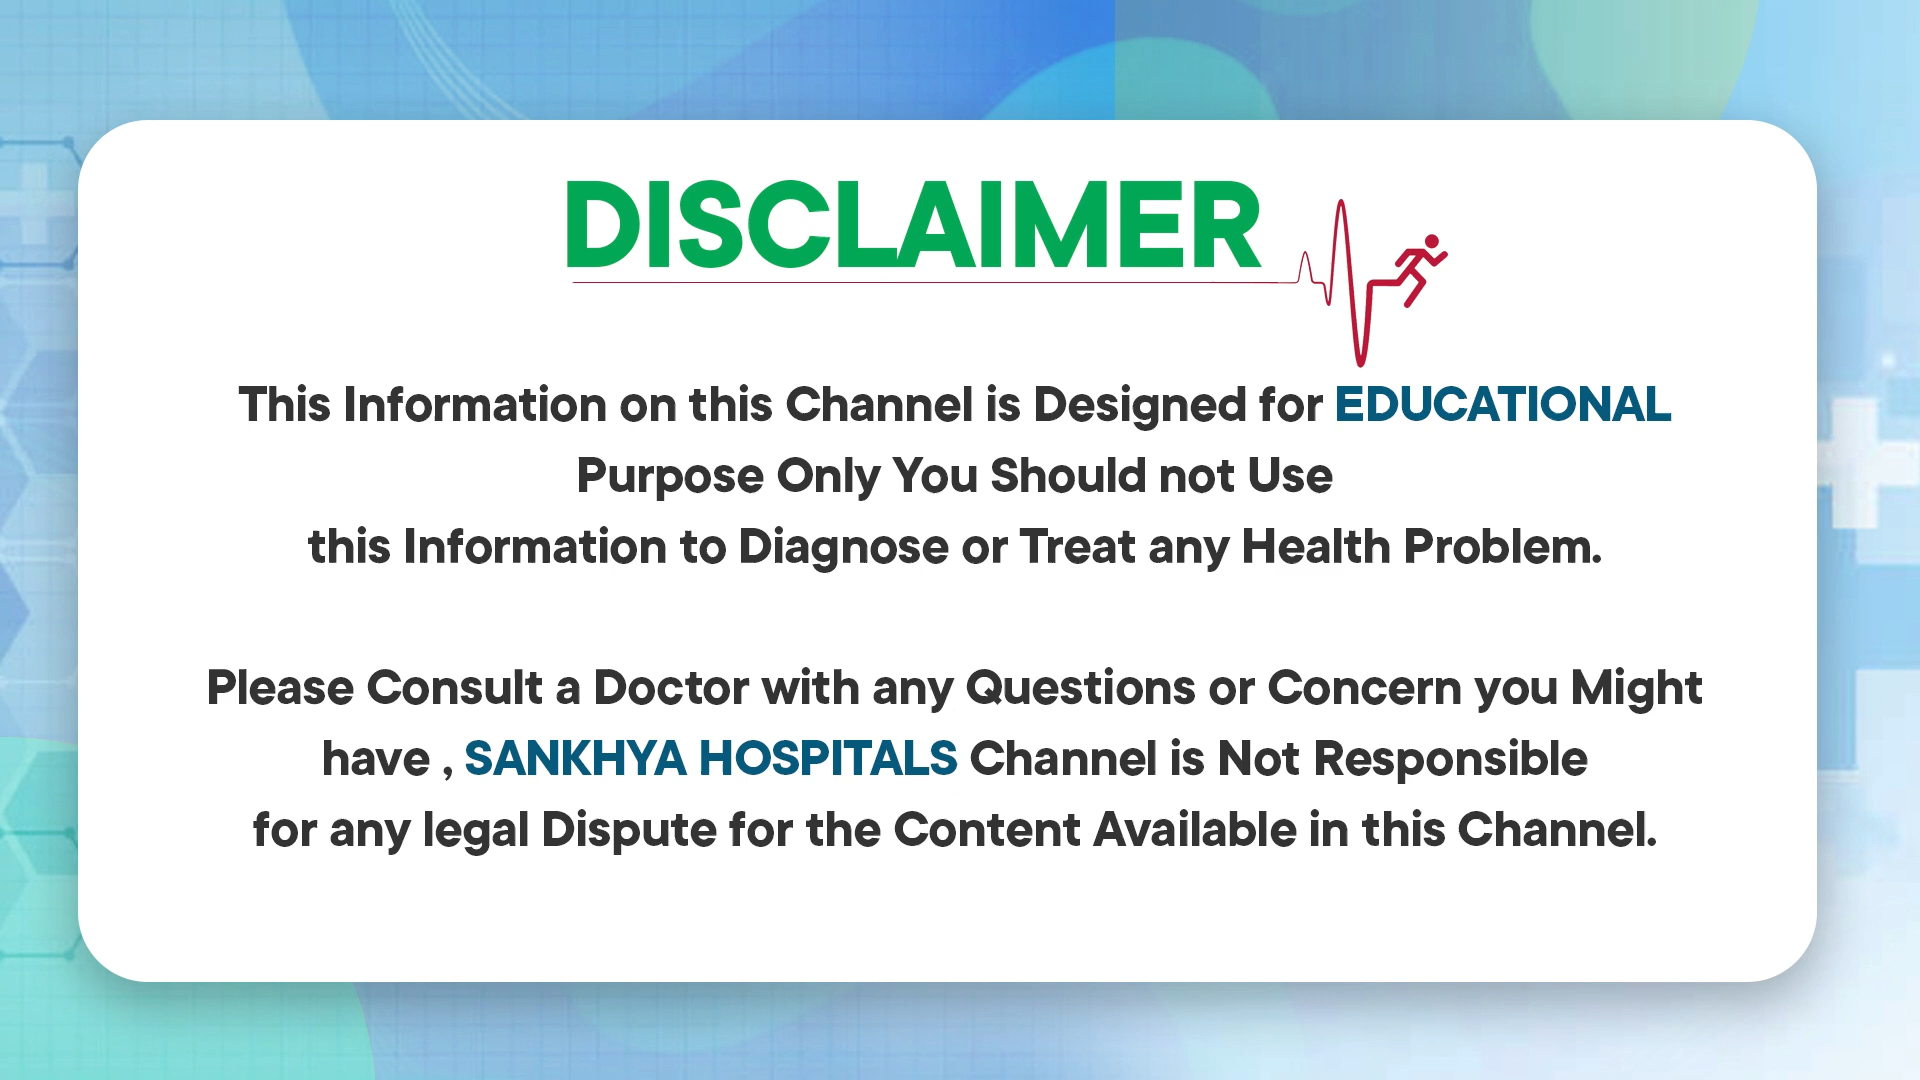 DISCLAIMER
This Information on this Channel is Designed for EDUCATIONAL
Purpose Only You Should not Use
this Information to Diagnose or Treat any Health Problem.
Please Consult a Doctor with any Questions or Concern you Might
have , SANKHYA HOSPITALS Channel is Not Responsible
for any legal Dispute for the Content Available in this Channel.